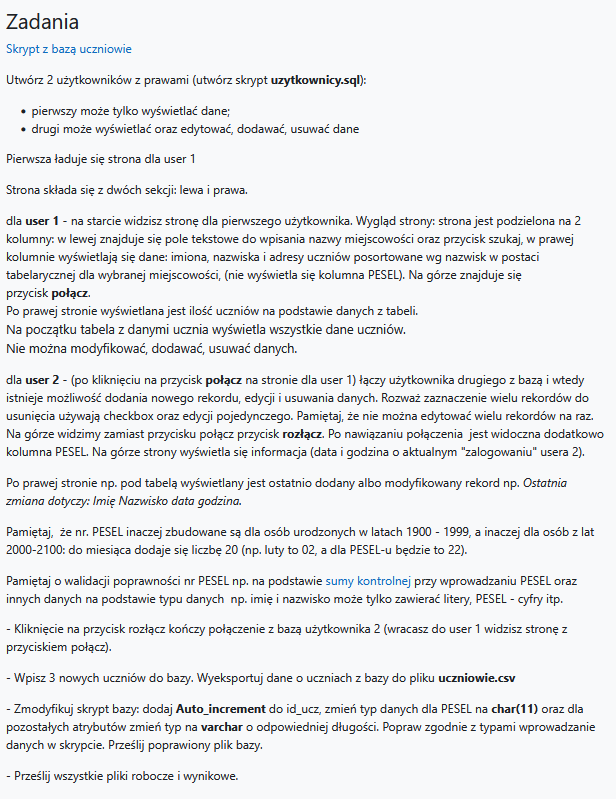 Zadania
Skrypt z bazą uczniowie
Utwórz 2 użytkowników z prawami (utwórz skrypt uzytkownicy.sql):
• pierwszy może tylko wyświetlać dane;
• drugi może wyświetlać oraz edytować, dodawać, usuwać dane
Pierwsza ładuje się strona dla user 1
Strona składa się z dwóch sekcji: lewa i prawa.
dla user 1 - na starcie widzisz stronę dla pierwszego użytkownika. Wygląd strony: strona jest podzielona na 2
kolumny: w lewej znajduje się pole tekstowe do wpisania nazwy miejscowości oraz przycisk szukaj, w prawej
kolumnie wyświetlają się dane: imiona, nazwiska i adresy uczniów posortowane wg nazwisk w postaci
tabelarycznej dla wybranej miejscowości, (nie wyświetla się kolumna PESEL). Na górze znajduje się
przycisk połącz.
Po prawej stronie wyświetlana jest ilość uczniów na podstawie danych z tabeli.
Na początku tabela z danymi ucznia wyświetla wszystkie dane uczniów.
Nie można modyfikować, dodawać, usuwać danych.
dla user 2 - (po kliknięciu na przycisk połącz na stronie dla user 1) łączy użytkownika drugiego z bazą i wtedy
istnieje możliwość dodania nowego rekordu, edycji i usuwania danych. Rozważ zaznaczenie wielu rekordów do
usunięcia używają checkbox oraz edycji pojedynczego. Pamiętaj, że nie można edytować wielu rekordów na raz.
Na górze widzimy zamiast przycisku połącz przycisk rozłącz. Po nawiązaniu połączenia jest widoczna dodatkowo
kolumna PESEL. Na górze strony wyświetla się informacja (data i godzina o aktualnym "zalogowaniu" usera 2).
Po prawej stronie np. pod tabelą wyświetlany jest ostatnio dodany albo modyfikowany rekord np. Ostatnia
zmiana dotyczy: Imię Nazwisko data godzina.
Pamiętaj, że nr. PESEL inaczej zbudowane są dla osób urodzonych w latach 1900 - 1999, a inaczej dla osób z lat
2000-2100: do miesiąca dodaje się liczbę 20 (np. luty to 02, a dla PESEL-u będzie to 22).
Pamiętaj o walidacji poprawności nr PESEL np. na podstawie sumy kontrolnej przy wprowadzaniu PESEL oraz
innych danych na podstawie typu danych np. imię i nazwisko może tylko zawierać litery, PESEL - cyfry itp.
- Kliknięcie na przycisk rozłącz kończy połączenie z bazą użytkownika 2 (wracasz do user 1 widzisz stronę z
przyciskiem połącz).
- Wpisz 3 nowych uczniów do bazy. Wyeksportuj dane o uczniach z bazy do pliku uczniowie.csv
- Zmodyfikuj skrypt bazy: dodaj Auto_increment do id_ucz, zmień typ danych dla PESEL na char(11) oraz dla
pozostałych atrybutów zmień typ na varchar o odpowiedniej długości. Popraw zgodnie z typami wprowadzanie
danych w skrypcie. Prześlij poprawiony plik bazy.
- Prześlij wszystkie pliki robocze i wynikowe.